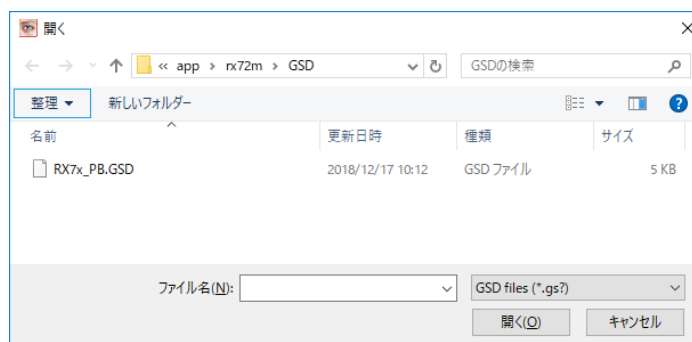 開く
« app › rx72m › GSD
GSDの検索
整理 ▼ 新しいフォルダー
名前 更新日時 種類 サイズ
RX7x_PB.GSD 2018/12/17 10:12 GSD ファイル 5 KB
ファイル名(N): GSD files (*.gs?)
開く(O) キャンセル